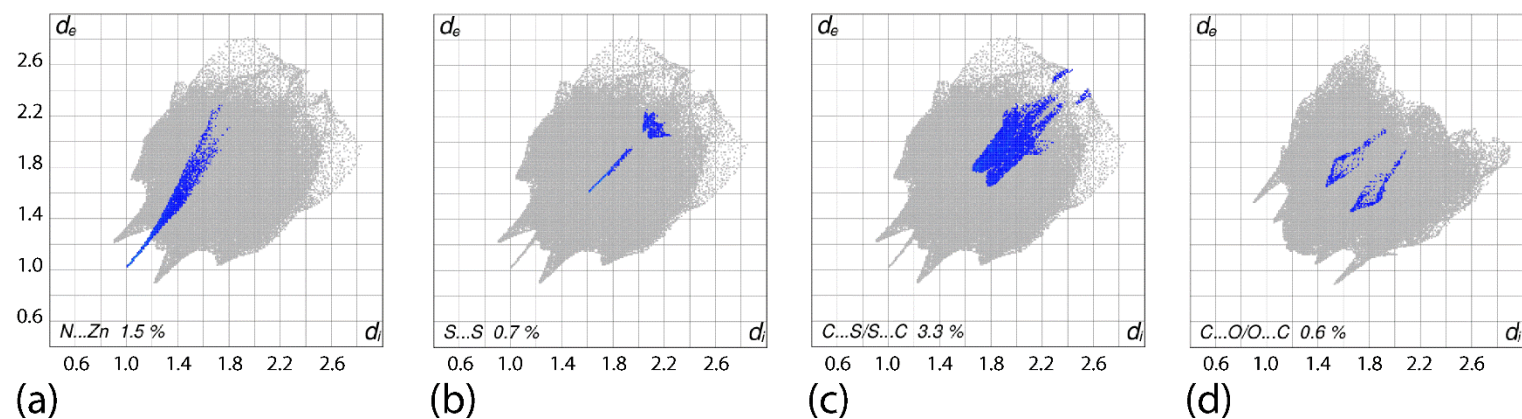 de de de de
2.6
2.2
1.8
1.4
1.0
0.6
N...Zn 1.5 % di S...S 0.7 % di C...S/S...C 3.3 % di C...O/O...C 0.6 % di
1.0 1.4 1.8 2.2 2.6 0.6 1.0 1.4 1.8 2.2 2.6 0.6 1.0 1.4 1.8 2.2 2.6 0.6 1.0 1.4 1.8 2.2 2.6
(a) (b) (c) (d)